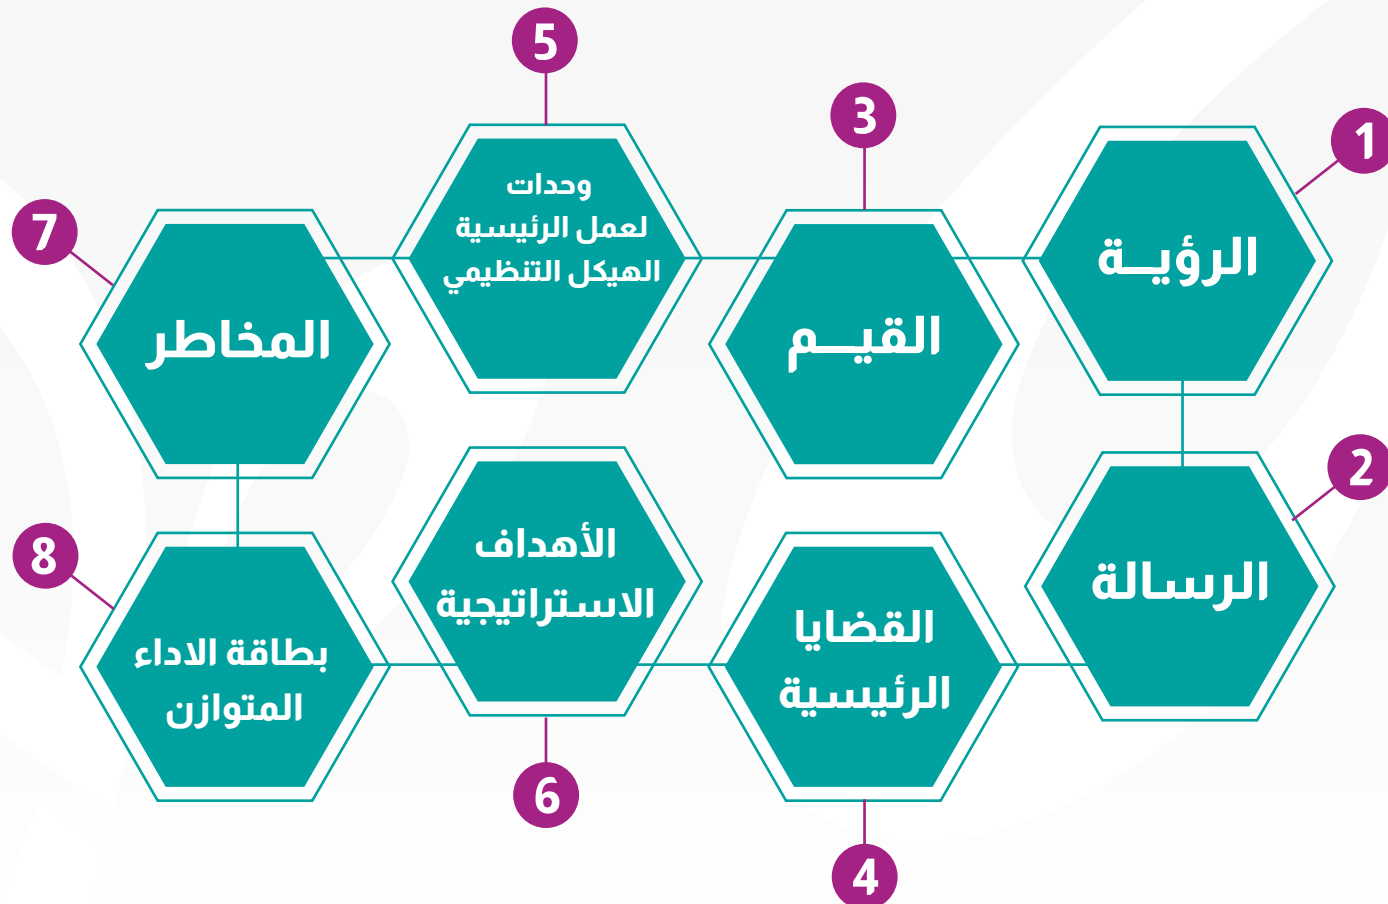 1
الرؤيــة
2
الرسالة
3
القيــم
4
القضايا
الرئيسية
5
وحدات
لعمل الرئيسية
الهيكل التنظيمي
6
الأهداف
الاستراتيجية
7
المخاطر
8
بطاقة الاداء
المتوازن